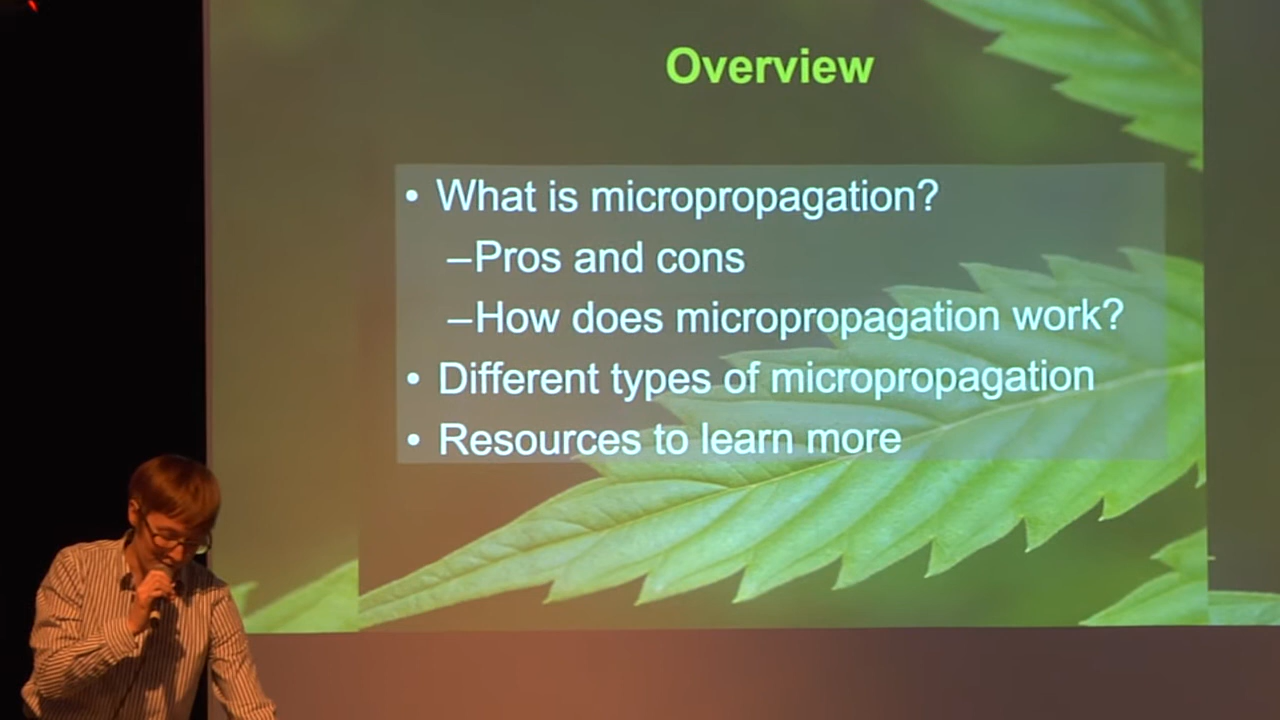 Overview
• What is micropropagation?
–Pros and cons
–How does micropropagation work?
• Different types of micropropagation
• Resources to learn more